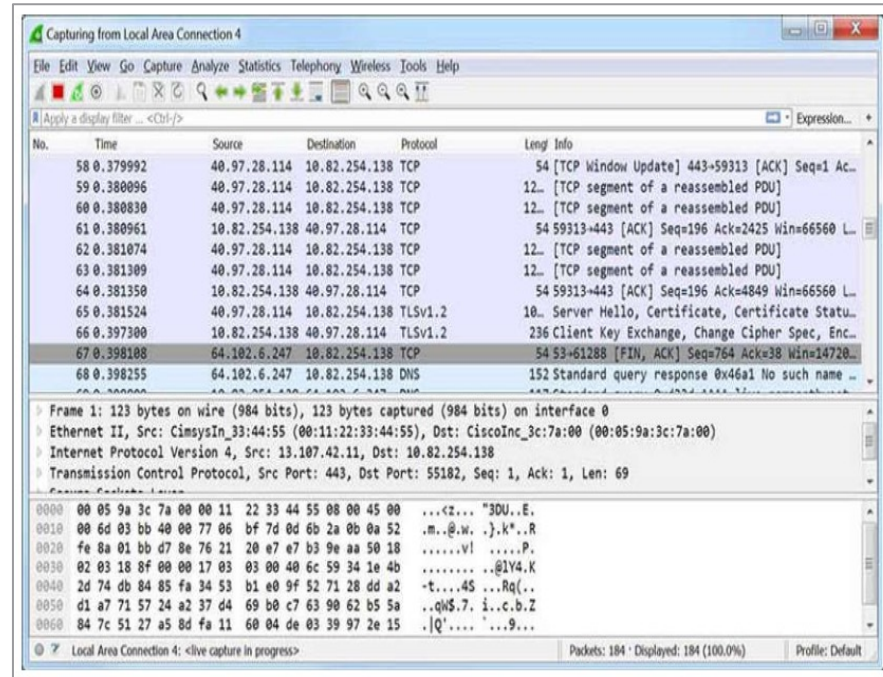 Capturing from Local Area Connection 4
File Edit View Go Capture Analyze Statistics Telephony Wireless Tools Help
Apply a display filter ... <Ctrl-/> Expression... +
No. Time Source Destination Protocol Lengt Info
58 0.379992 40.97.28.114 10.82.254.138 TCP 54 [TCP Window Update] 443→59313 [ACK] Seq=1 Ac…
59 0.380096 40.97.28.114 10.82.254.138 TCP 12… [TCP segment of a reassembled PDU]
60 0.380830 40.97.28.114 10.82.254.138 TCP 12… [TCP segment of a reassembled PDU]
61 0.380961 10.82.254.138 40.97.28.114 TCP 54 59313→443 [ACK] Seq=196 Ack=2425 Win=66560 L…
62 0.381074 40.97.28.114 10.82.254.138 TCP 12… [TCP segment of a reassembled PDU]
63 0.381309 40.97.28.114 10.82.254.138 TCP 12… [TCP segment of a reassembled PDU]
64 0.381350 10.82.254.138 40.97.28.114 TCP 54 59313→443 [ACK] Seq=196 Ack=4849 Win=66560 L…
65 0.381524 40.97.28.114 10.82.254.138 TLSv1.2 10… Server Hello, Certificate, Certificate Statu…
66 0.397300 10.82.254.138 40.97.28.114 TLSv1.2 236 Client Key Exchange, Change Cipher Spec, Enc…
67 0.398108 64.102.6.247 10.82.254.138 TCP 54 53→61288 [FIN, ACK] Seq=764 Ack=38 Win=14720…
68 0.398255 64.102.6.247 10.82.254.138 DNS 152 Standard query response 0x46a1 No such name …
Frame 1: 123 bytes on wire (984 bits), 123 bytes captured (984 bits) on interface 0
Ethernet II, Src: CimsysIn_33:44:55 (00:11:22:33:44:55), Dst: CiscoInc_3c:7a:00 (00:05:9a:3c:7a:00)
Internet Protocol Version 4, Src: 13.107.42.11, Dst: 10.82.254.138
Transmission Control Protocol, Src Port: 443, Dst Port: 55182, Seq: 1, Ack: 1, Len: 69
Secure Sockets Layer
0000 00 05 9a 3c 7a 00 00 11 22 33 44 55 08 00 45 00 ...<z... "3DU..E.
0010 00 6d 03 bb 40 00 77 06 bf 7d 0d 6b 2a 0b 0a 52 .m..@.w. .}.k*..R
0020 fe 8a 01 bb d7 8e 76 21 20 e7 e7 b3 9e aa 50 18 ......v! .....P.
0030 02 03 18 8f 00 00 17 03 03 00 40 6c 59 34 1e 4b ........ ..@lY4.K
0040 2d 74 db 84 85 fa 34 53 b1 e0 9f 52 71 28 dd a2 -t....4S ...Rq(..
0050 d1 a7 71 57 24 a2 37 d4 69 b0 c7 63 90 62 b5 5a ..qW$.7. i..c.b.Z
0060 84 7c 51 27 a5 8d fa 11 60 04 de 03 39 97 2e 15 .|Q'.... `...9...
Local Area Connection 4: <live capture in progress> Packets: 184 · Displayed: 184 (100.0%) Profile: Default